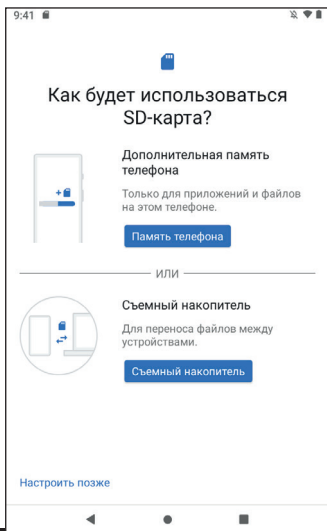 9:41
Как будет использоваться
SD-карта?
Дополнительная память
телефона
Только для приложений и файлов
на этом телефоне.
Память телефона
ИЛИ
Съемный накопитель
Для переноса файлов между
устройствами.
Съемный накопитель
Настроить позже